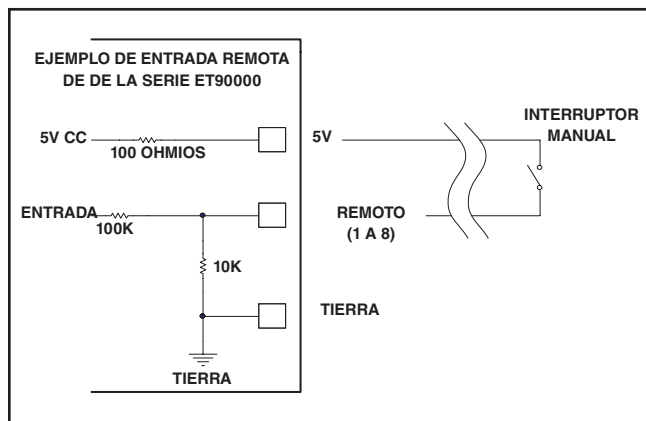 EJEMPLO DE ENTRADA REMOTA
DE DE LA SERIE ET90000
5V CC
100 OHMIOS
5V
INTERRUPTOR
MANUAL
ENTRADA
100K
REMOTO
(1 A 8)
10K
TIERRA
TIERRA